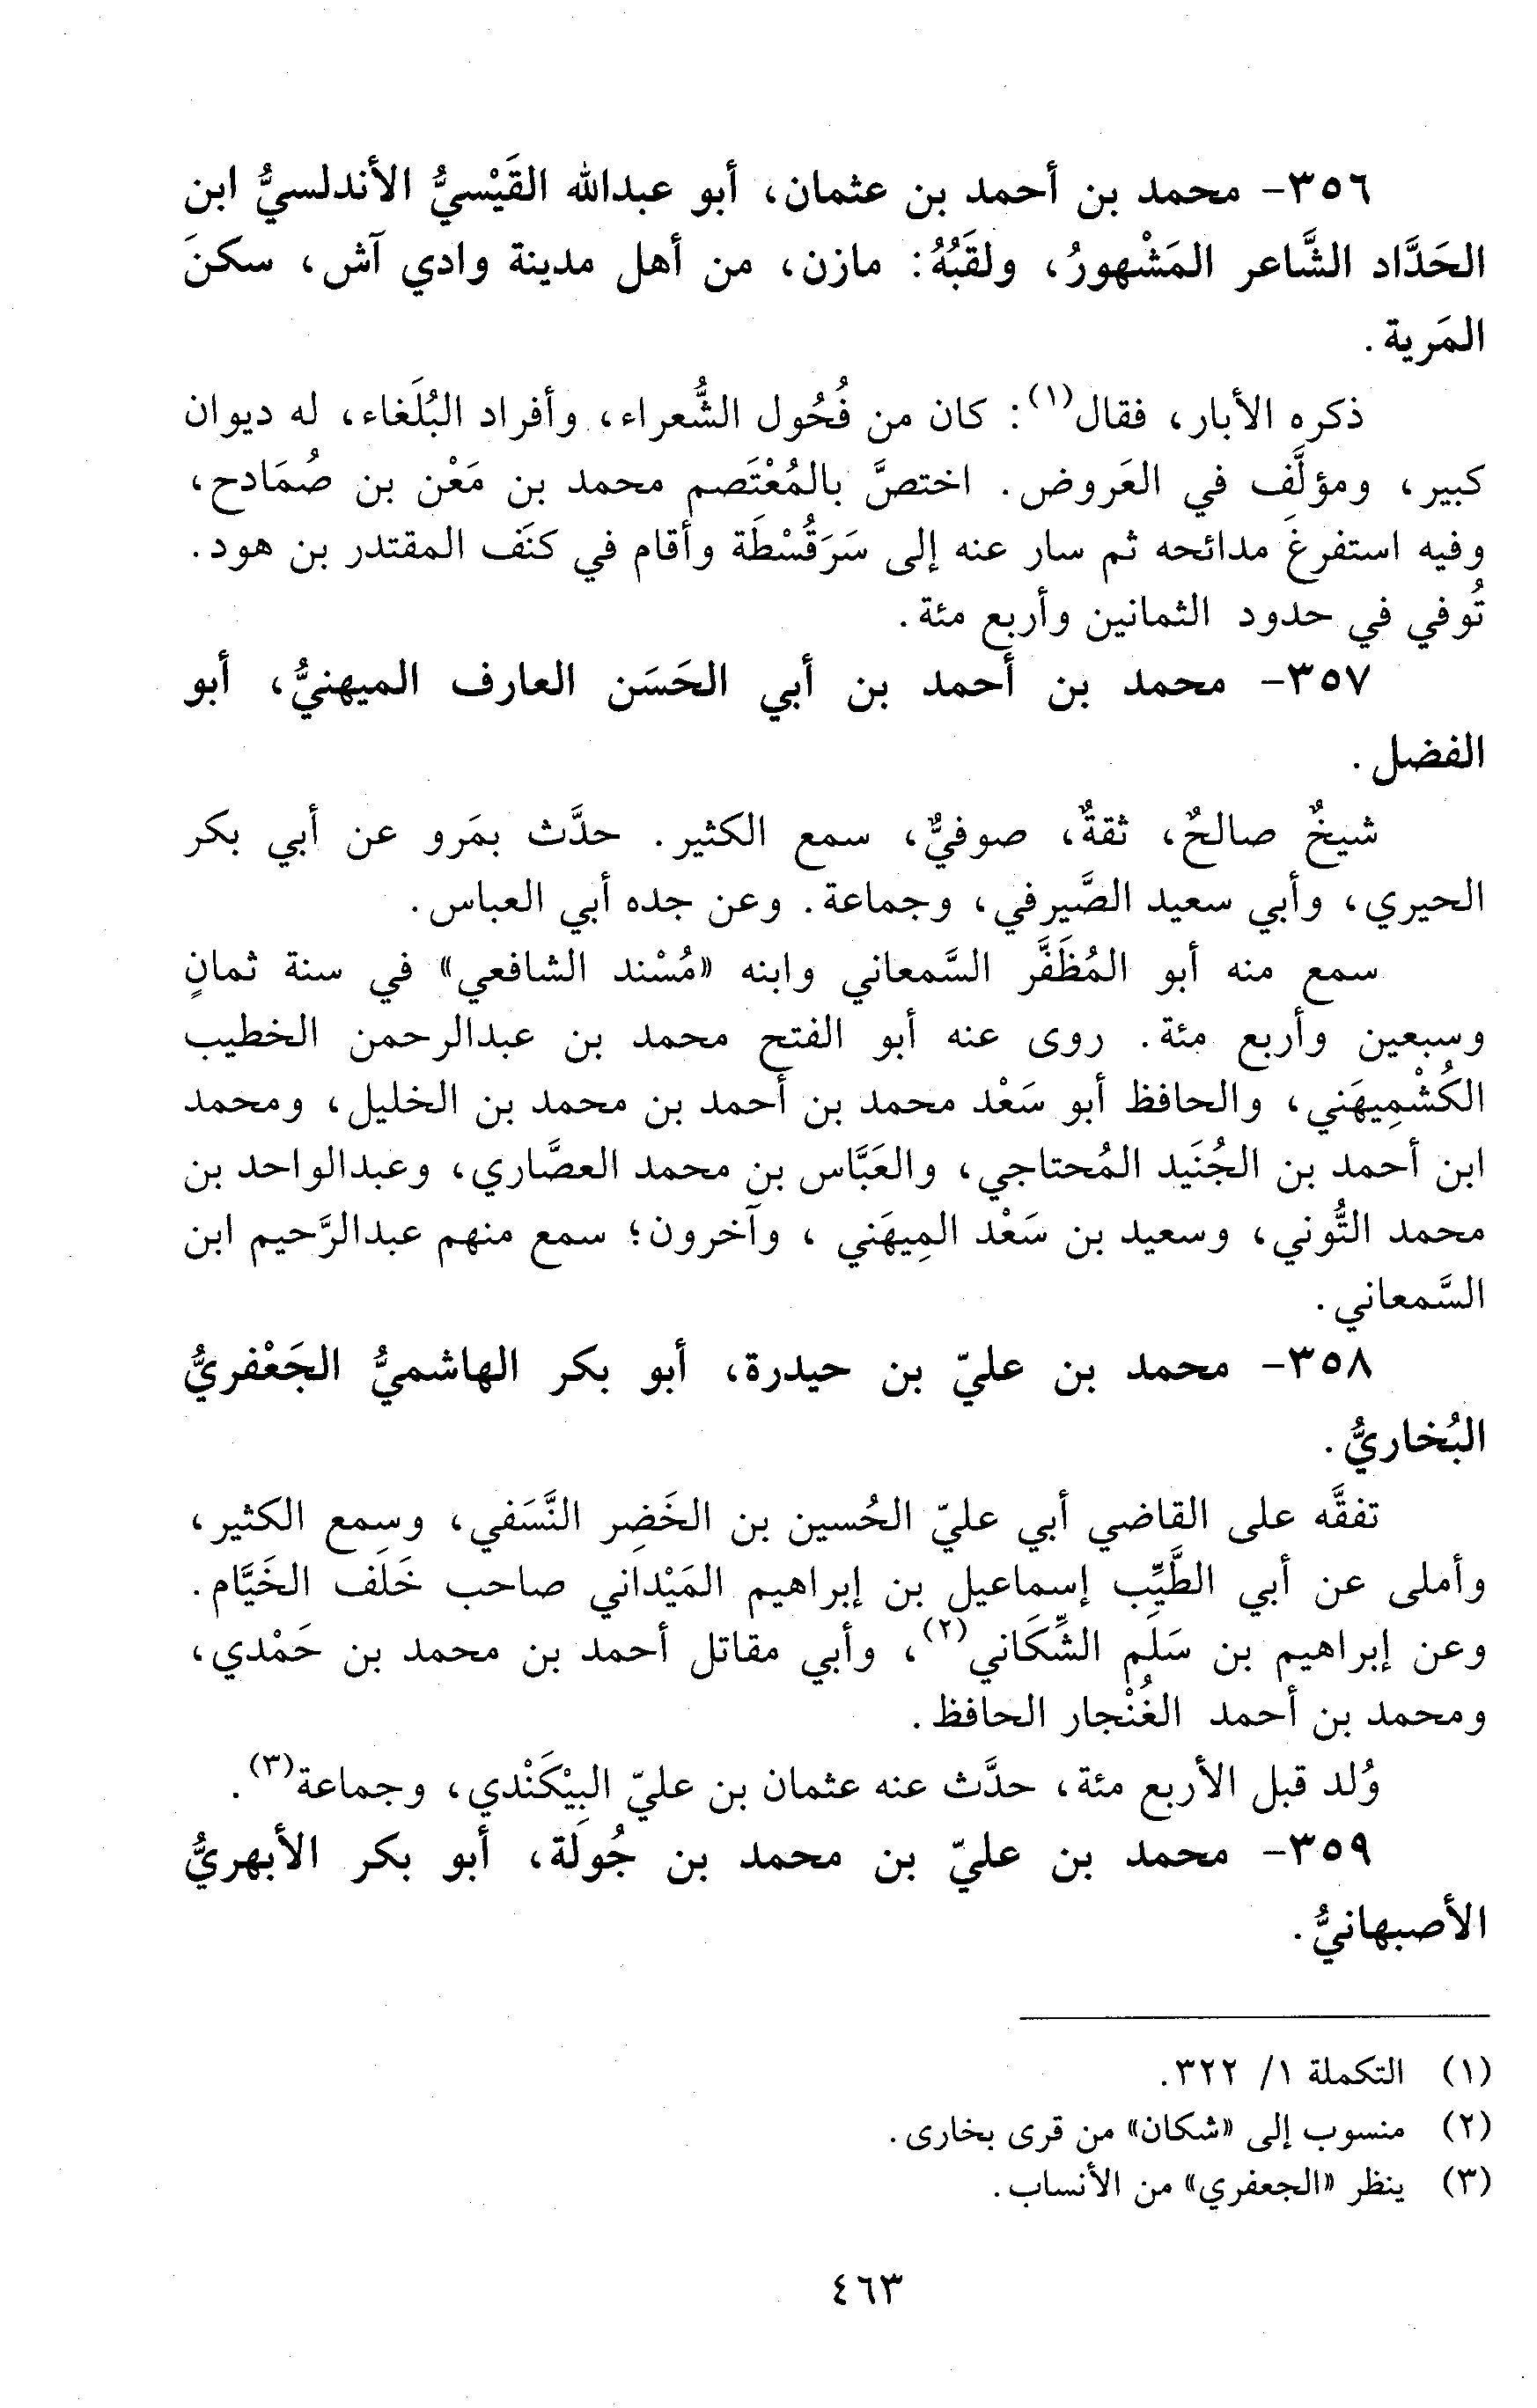 ٣٥٦- محمد بن أحمد بن عثمان، أبو عبدالله القَيْسيُّ الأندلسيُّ ابن
الحَدَّاد الشَّاعر المَشْهورُ، ولقَبُهُ: مازن، من أهل مدينة وادي آش، سكنَ
المَرية.
ذكره الأبار، فقال(١): كان من فُحُول الشُّعراء، وأفراد البُلَغاء، له ديوان
كبير، ومؤلَّف في العَروض. اختصَّ بالمُعْتَصم محمد بن مَعْن بن صُمَادح،
وفيه استفرغَ مدائحه ثم سار عنه إلى سَرَقُسْطَة وأقام في كنَف المقتدر بن هود.
تُوفي في حدود الثمانين وأربع مئة.
٣٥٧- محمد بن أحمد بن أبي الحَسَن العارف الميهنيُّ، أبو
الفضل.
شيخٌ صالحٌ، ثقةٌ، صوفيٌّ، سمع الكثير. حدَّث بمَرو عن أبي بكر
الحيري، وأبي سعيد الصَّيرفي، وجماعة. وعن جده أبي العباس.
سمع منه أبو المُظَفَّر السَّمعاني وابنه «مُسْند الشافعي» في سنة ثمانٍ
وسبعين وأربع مئة. روى عنه أبو الفتح محمد بن عبدالرحمن الخطيب
الكُشْمِيهَني، والحافظ أبو سَعْد محمد بن أحمد بن محمد بن الخليل، ومحمد
ابن أحمد بن الجُنَيد المُحتاجي، والعَبَّاس بن محمد العصَّاري، وعبدالواحد بن
محمد التُّوني، وسعيد بن سَعْد المِيهَني، وآخرون؛ سمع منهم عبدالرَّحيم ابن
السَّمعاني.
٣٥٨- محمد بن عليّ بن حيدرة، أبو بكر الهاشميُّ الجَعْفريُّ
البُخاريُّ.
تفقَّه على القاضي أبي عليّ الحُسين بن الخَضِر النَّسَفي، وسمع الكثير،
وأملى عن أبي الطَّيِّب إسماعيل بن إبراهيم المَيْداني صاحب خَلَف الخَيَّام.
وعن إبراهيم بن سَلَم الشِّكَاني(٢)، وأبي مقاتل أحمد بن محمد بن حَمْدي،
ومحمد بن أحمد الغُنْجار الحافظ.
وُلد قبل الأربع مئة، حدَّث عنه عثمان بن عليّ البِيْكَنْدي، وجماعة(٣).
٣٥٩- محمد بن عليّ بن محمد بن جُولَة، أبو بكر الأبهريُّ
الأصبهانيُّ.
(١) التكملة ١/ ٣٢٢.
(٢) منسوب إلى «شكان» من قرى بخارى.
(٣) ينظر «الجعفري» من الأنساب.
٤٦٣